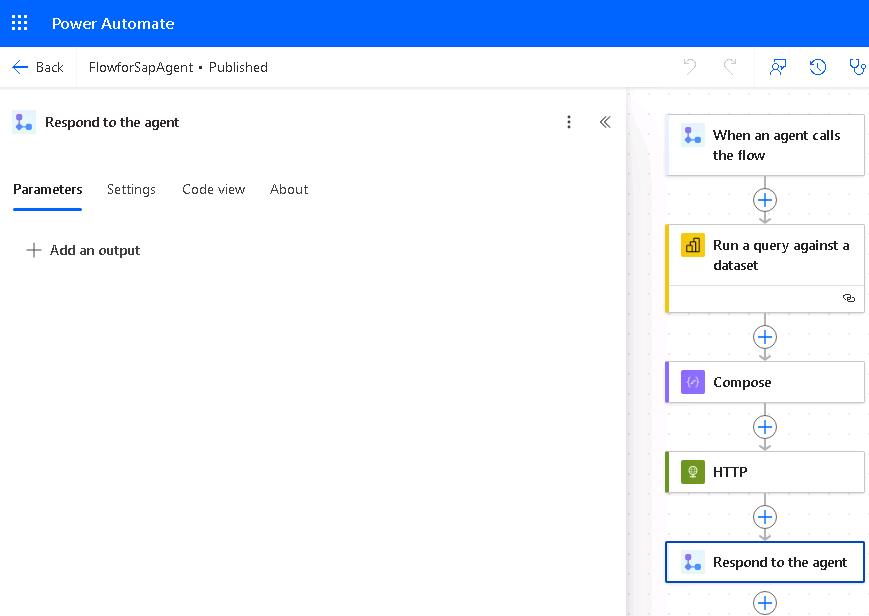 Power Automate
Back
FlowforSapAgent • Published
Respond to the agent
Parameters
Settings
Code view
About
Add an output
When an agent calls
the flow
Run a query against a
dataset
Compose
HTTP
Respond to the agent